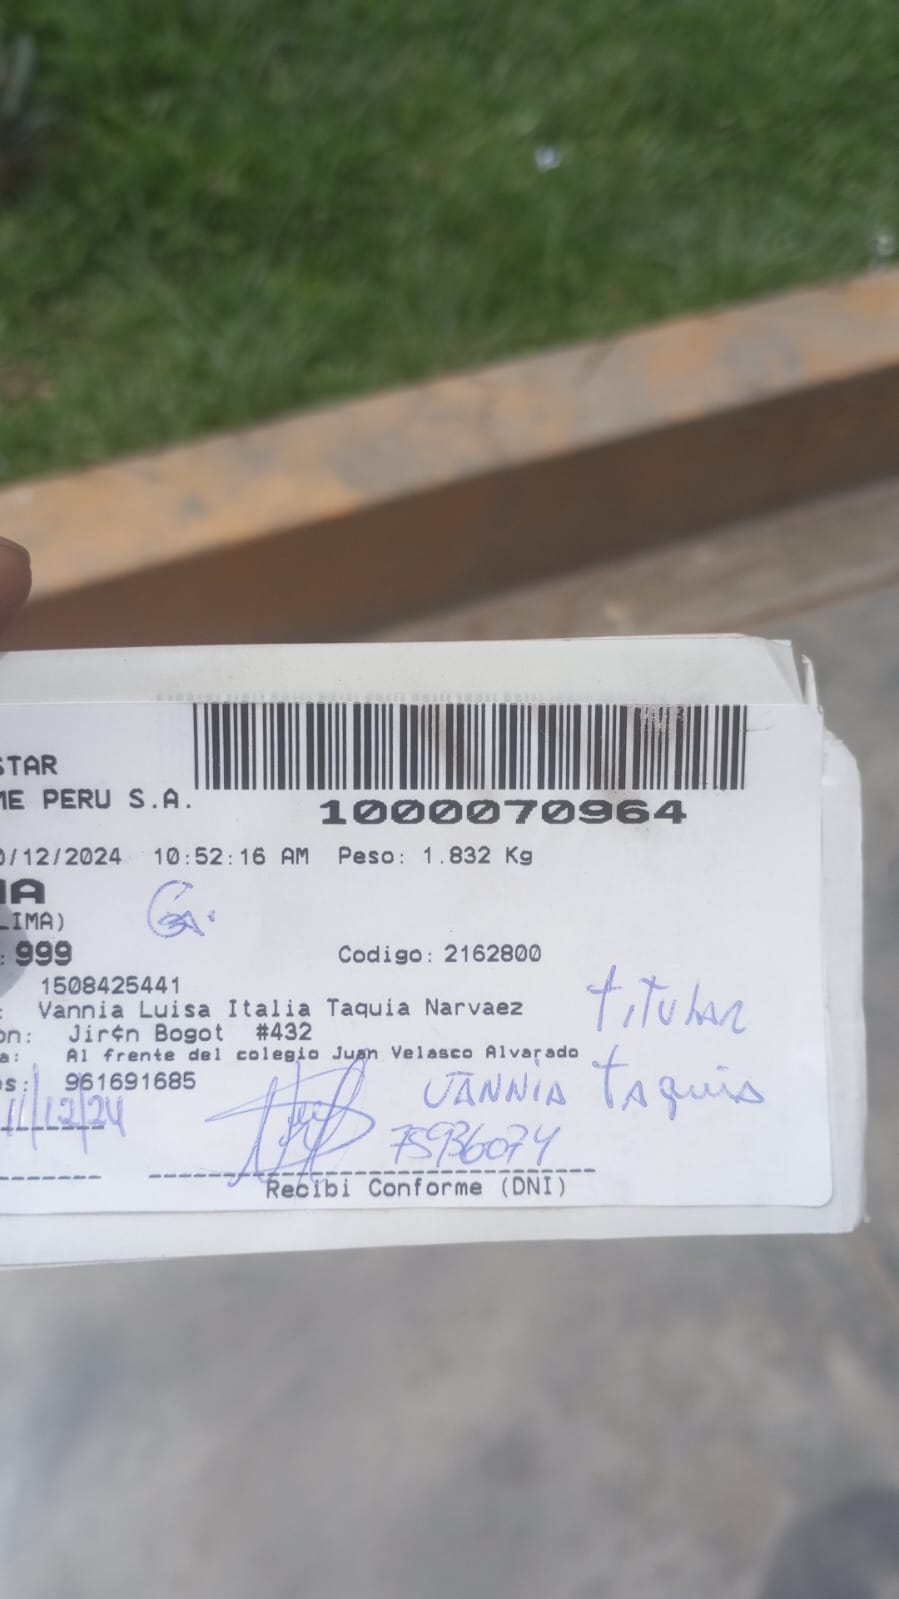 STAR
ME PERU S.A.
1000070964
0/12/2024 10:52:16 AM Peso: 1.832 Kg
MA
LIMA)
: 999 Codigo: 2162800
1508425441
: Vannia Luisa Italia Taquia Narvaez
on: Jir¢n Bogot #432
a: Al frente del colegio Juan Velasco Alvarado
os: 961691685
titular
VANNIA Taquia
11/12/24
75936074
Recibi Conforme (DNI)